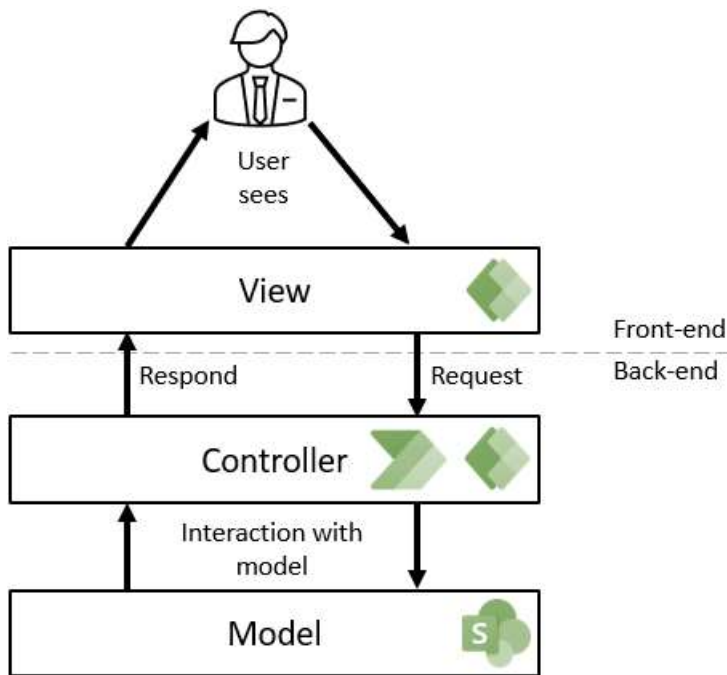 User
sees
View
Front-end
Back-end
Respond
Request
Controller
Interaction with
model
Model
S